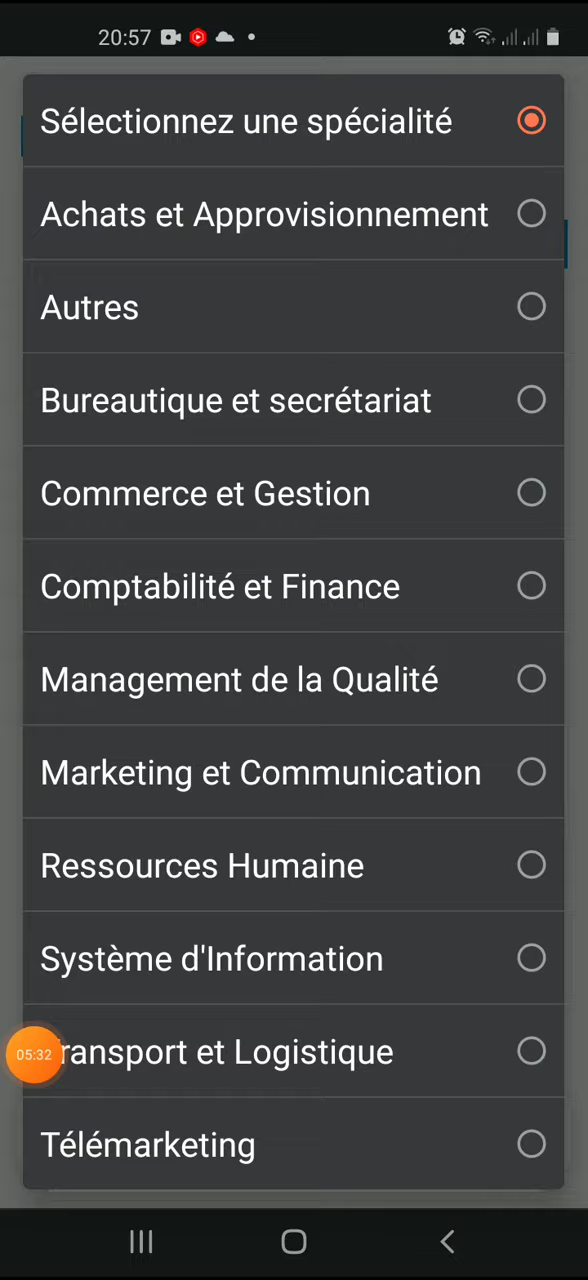 20:57
Sélectionnez une spécialité
Achats et Approvisionnement
Autres
Bureautique et secrétariat
Commerce et Gestion
Comptabilité et Finance
Management de la Qualité
Marketing et Communication
Ressources Humaine
Système d'Information
05:32 Transport et Logistique
Télémarketing